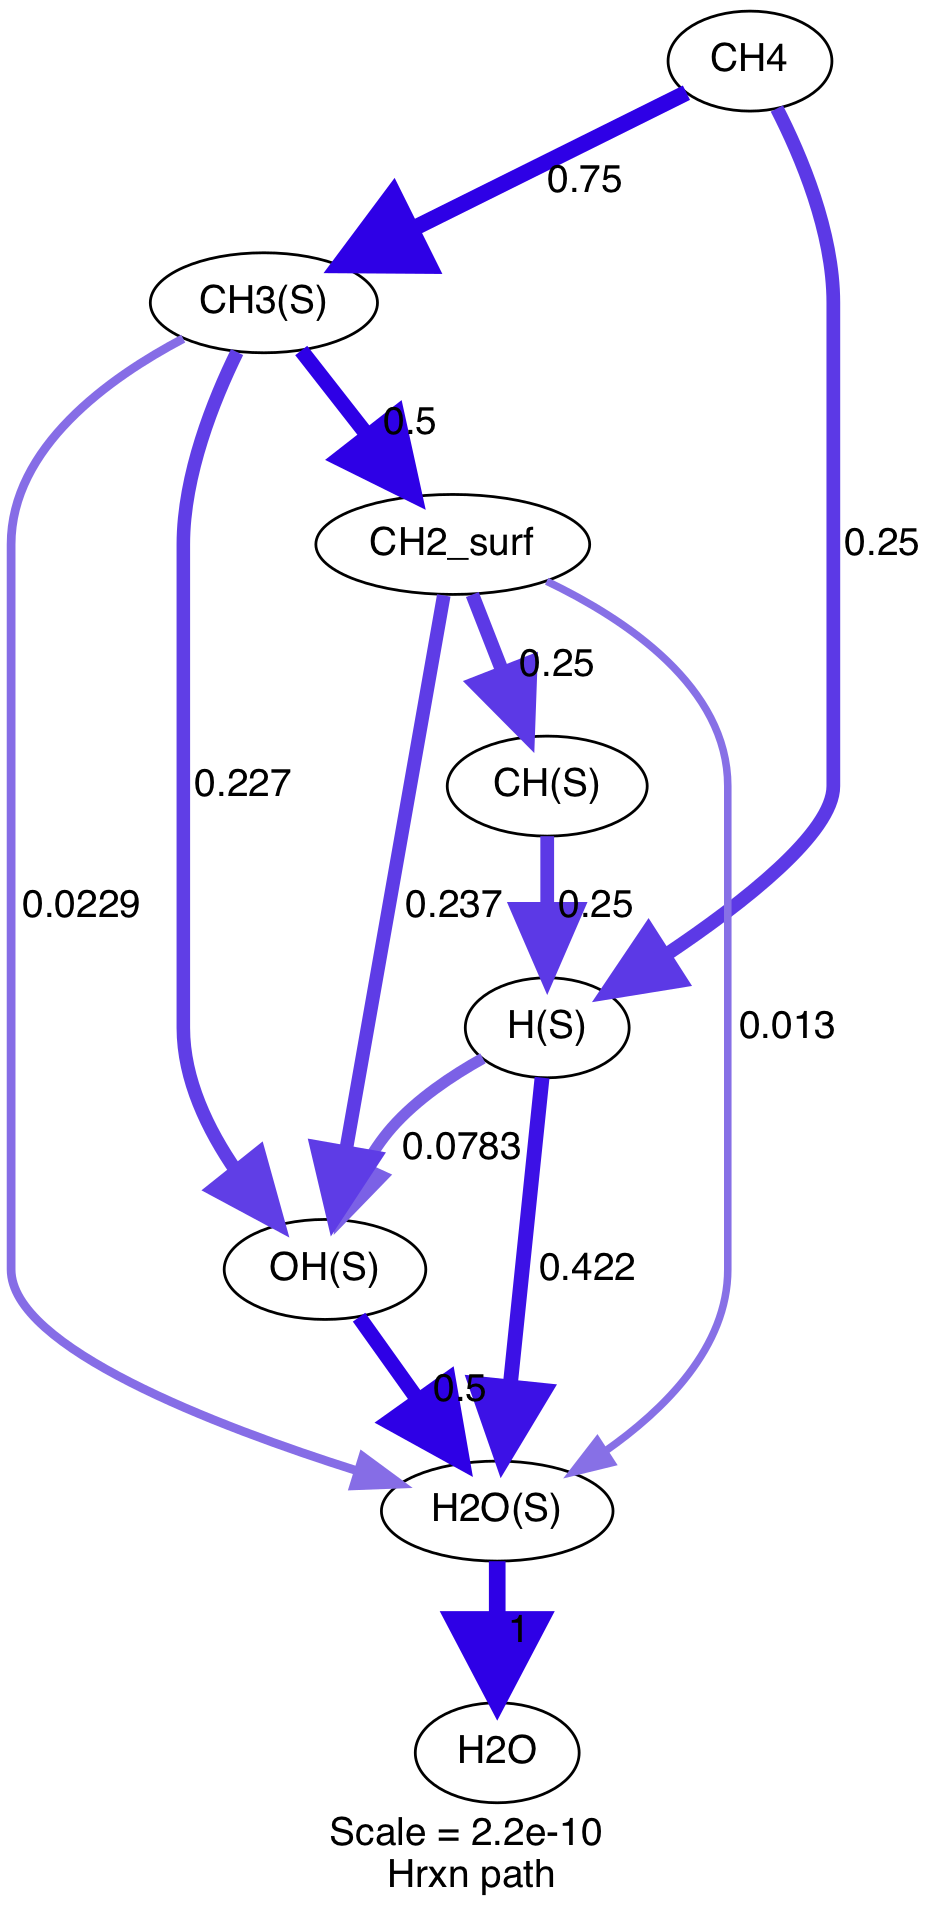 CH4
0.75
CH3(S)
0.5
CH2_surf
0.25
0.25
CH(S)
0.227
0.0229
0.237
0.25
H(S)
0.013
0.0783
OH(S)
0.422
0.5
H2O(S)
1
H2O
Scale = 2.2e-10
Hrxn path